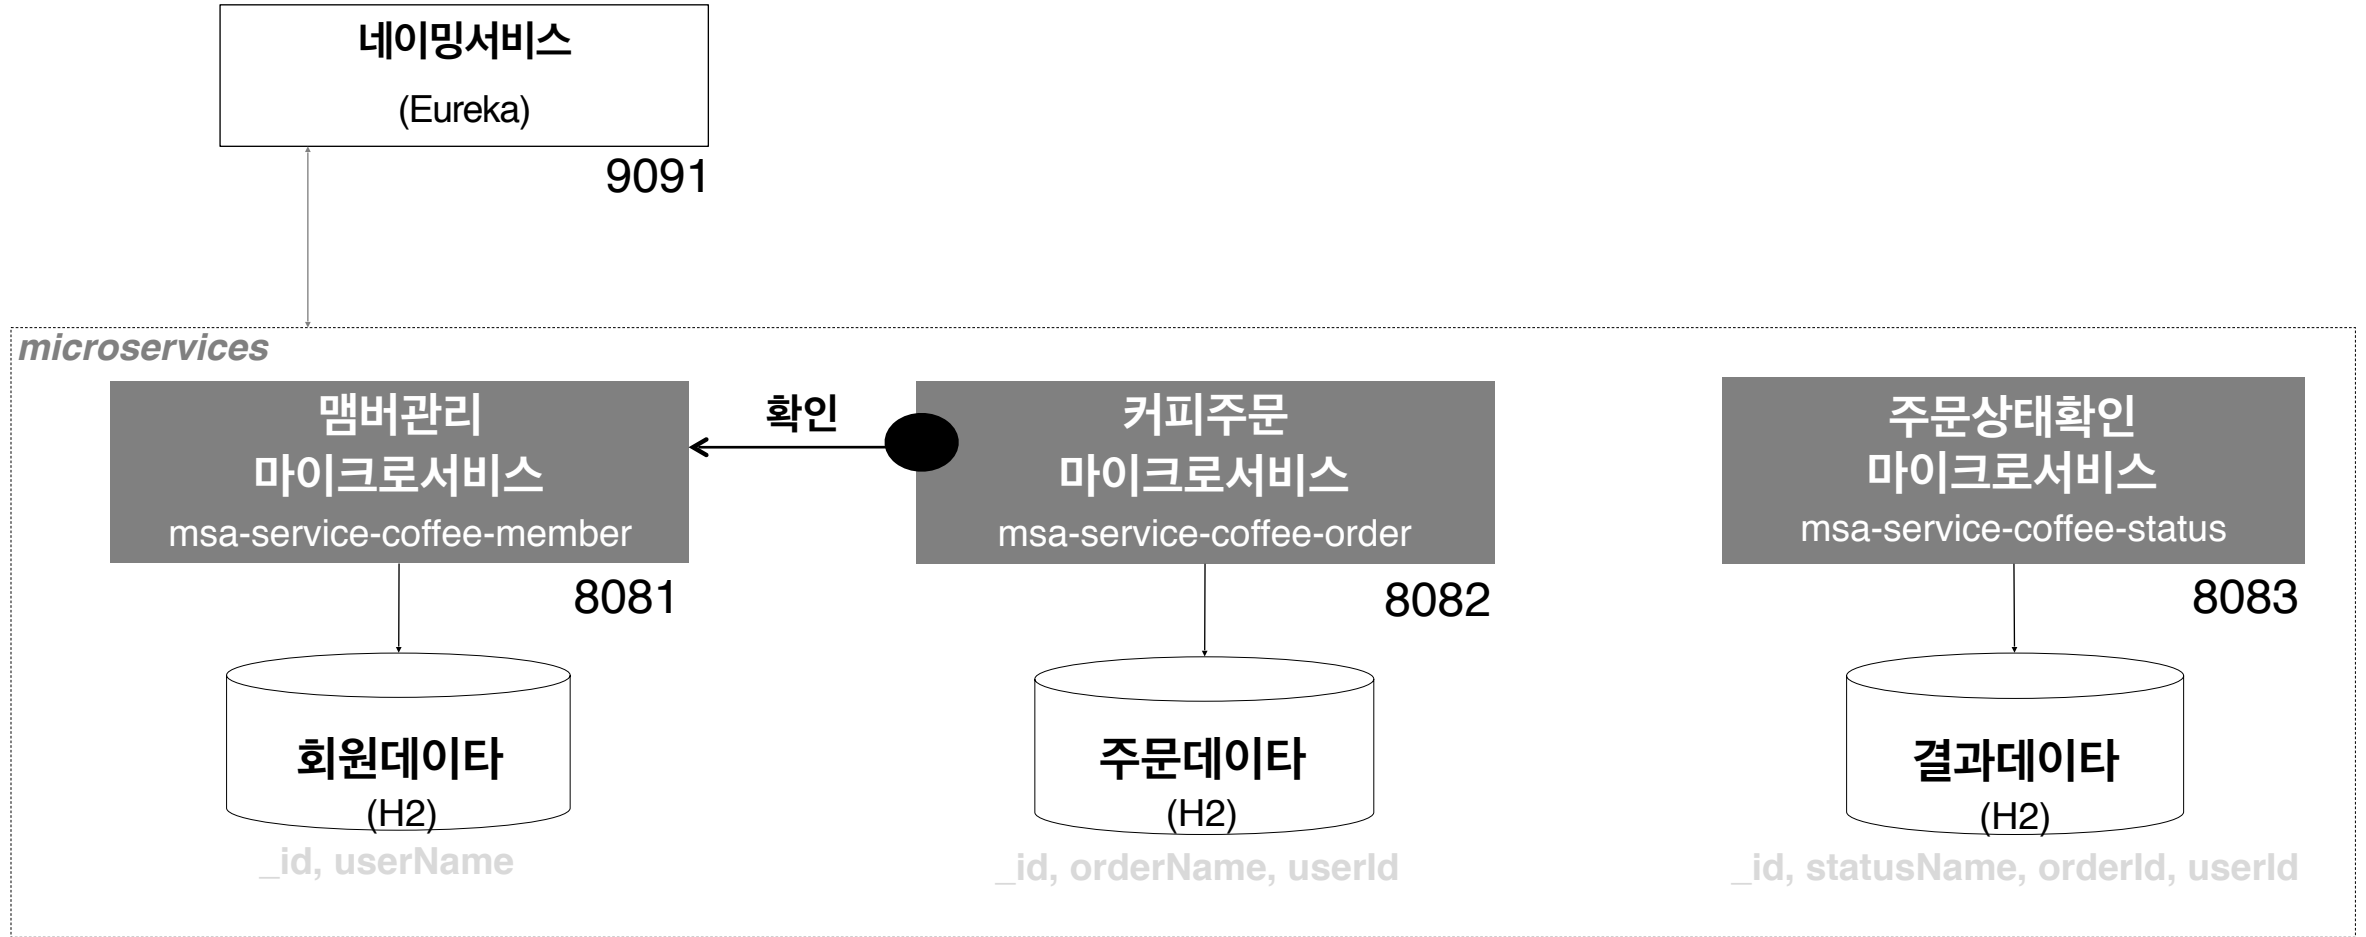 네이밍서비스
(Eureka)
9091
microservices
맴버관리
마이크로서비스
msa-service-coffee-member
8081
확인
커피주문
마이크로서비스
msa-service-coffee-order
8082
주문상태확인
마이크로서비스
msa-service-coffee-status
8083
회원데이타
(H2)
_id, userName
주문데이타
(H2)
_id, orderName, userId
결과데이타
(H2)
_id, statusName, orderId, userId